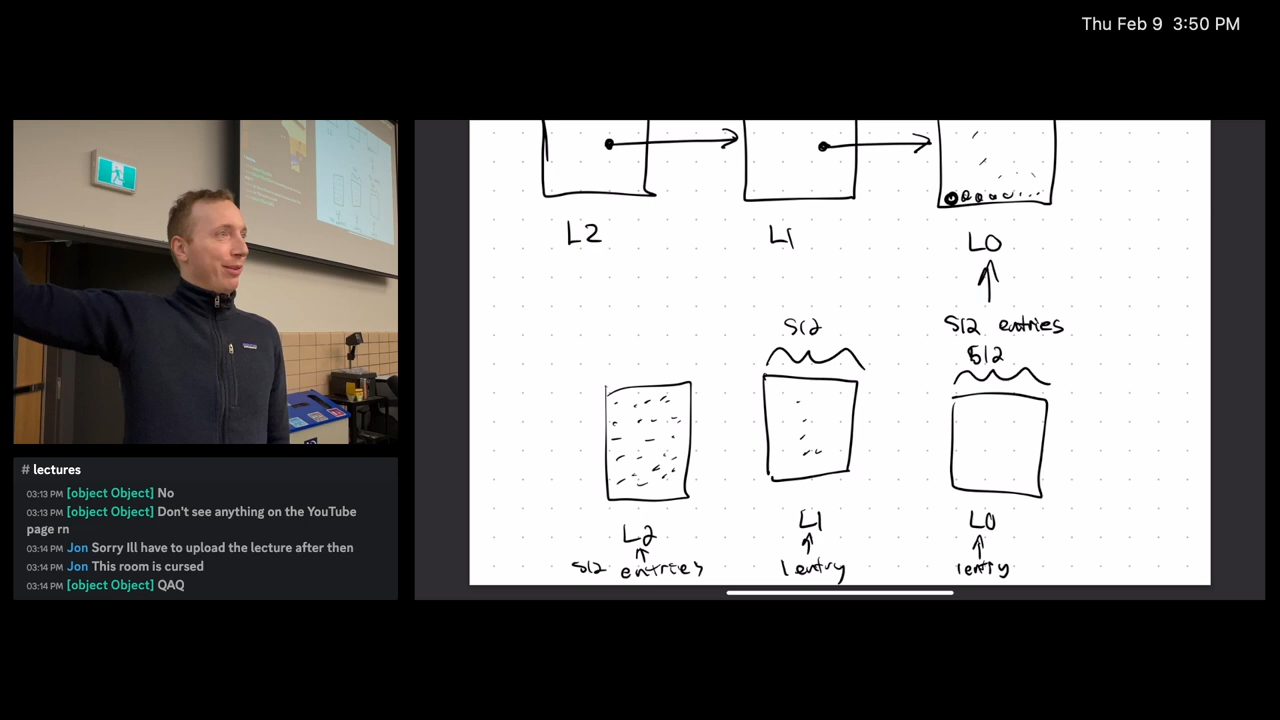 Thu Feb 9 3:50 PM
L2
L1
L0
512 entries
512
512
L2
L1
L0
512 entries
1 entry
1 entry
# lectures
03:13 PM [object Object] No
03:13 PM [object Object] Don't see anything on the YouTube
page rn
03:14 PM Jon Sorry Ill have to upload the lecture after then
03:14 PM Jon This room is cursed
03:14 PM [object Object] QAQ